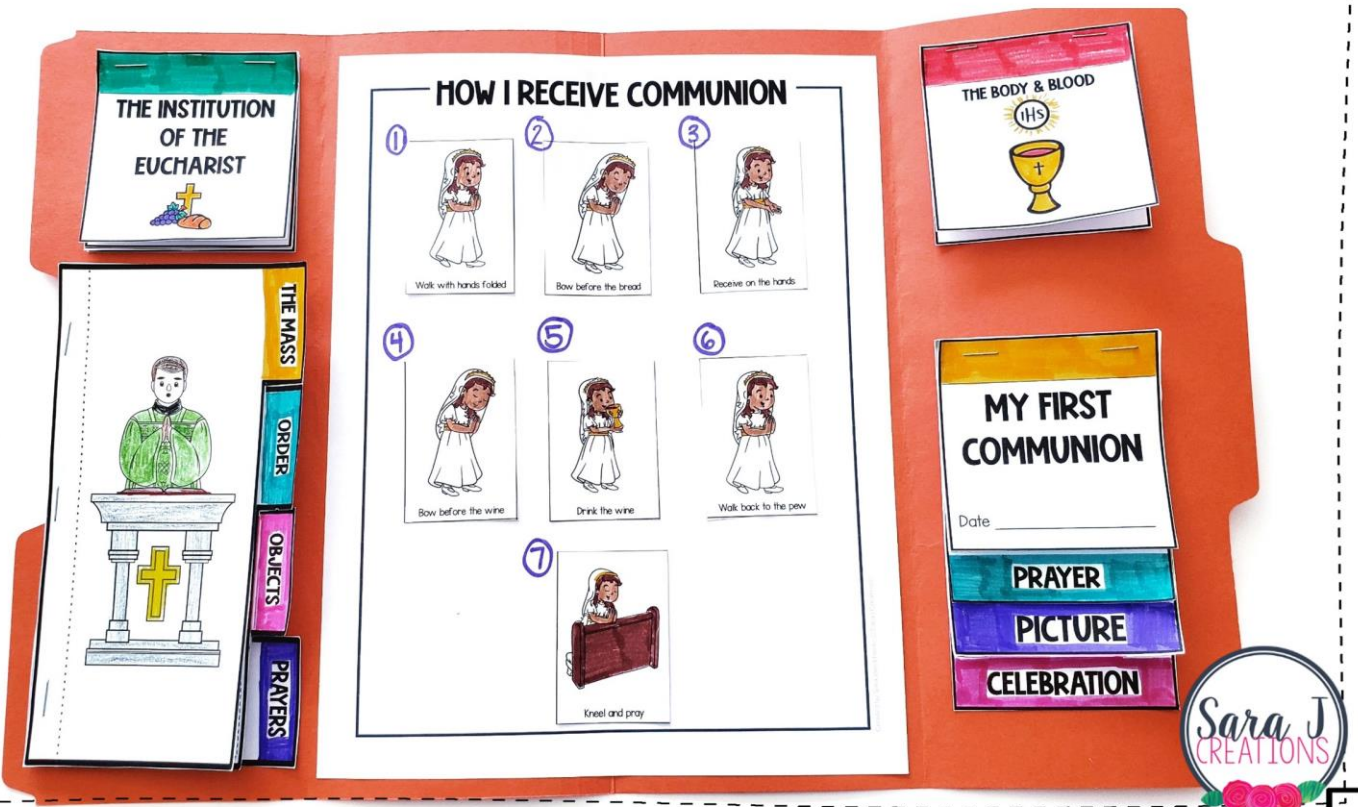 THE INSTITUTION
OF THE
EUCHARIST
THE MASS
ORDER
OBJECTS
PRAYERS
HOW I RECEIVE COMMUNION
1
Walk with hands folded
2
Bow before the bread
3
Receive on the hands
4
Bow before the wine
5
Drink the wine
6
Walk back to the pew
7
Kneel and pray
THE BODY & BLOOD
IHS
MY FIRST
COMMUNION
Date
PRAYER
PICTURE
CELEBRATION
Sara J
CREATIONS